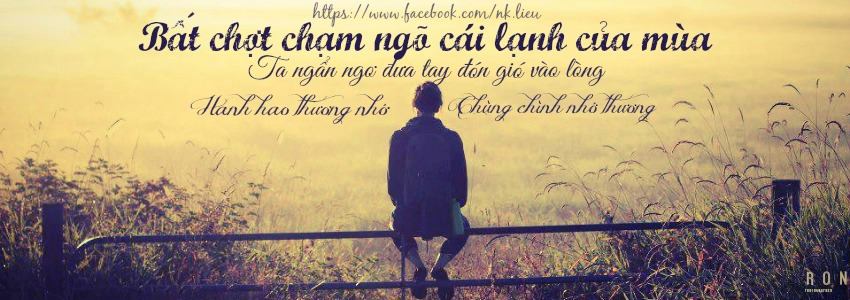 https://www.facebook.com/nk.lieu
Bất chợt chạm ngõ cái lạnh của mùa
Ta ngẩn ngơ đưa tay đón gió vào lòng
Hanh hao thương nhớ Chùng chình nhớ thương
RON